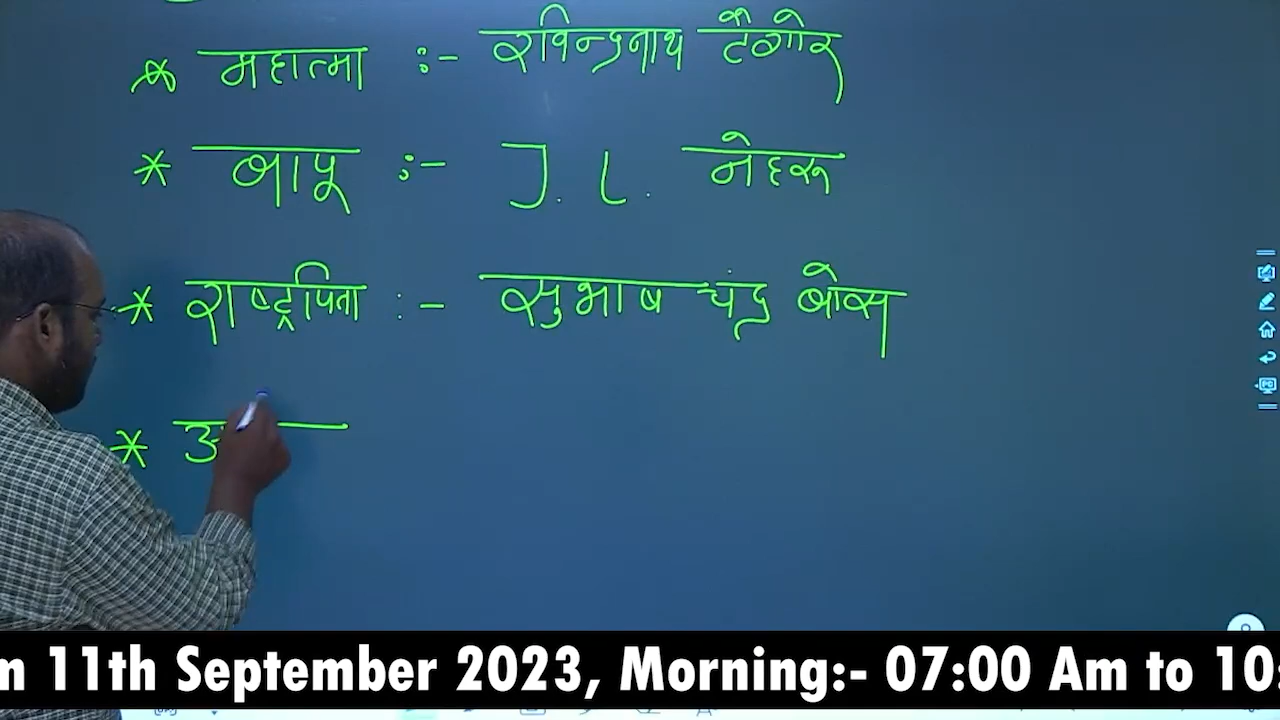 * महात्मा :- रविन्द्रनाथ टैगोर
* बापू :- J. L. नेहरू
* राष्ट्रपिता :- सुभाष चंद्र बोस
*
m 11th September 2023, Morning:- 07:00 Am to 10: